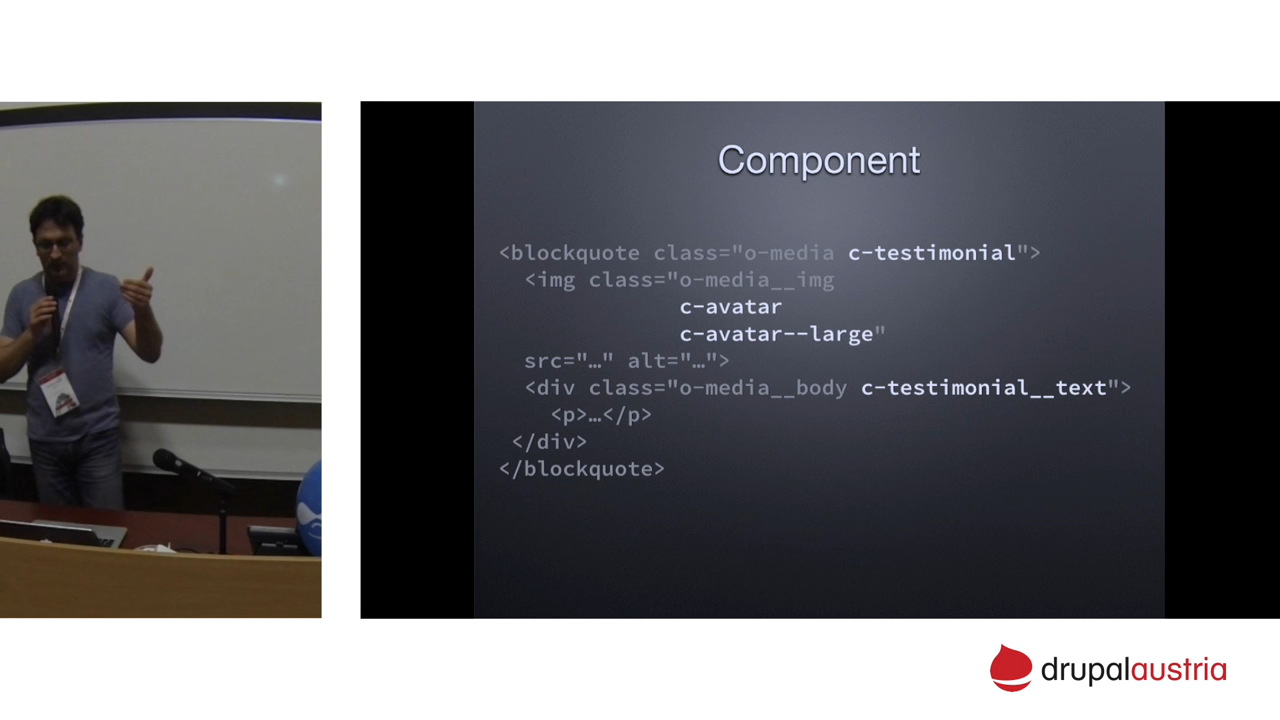 Component
<blockquote class="o-media c-testimonial">
<img class="o-media__img
c-avatar
c-avatar--large"
src="…" alt="…">
<div class="o-media__body c-testimonial__text">
<p>…</p>
</div>
</blockquote>
drupalaustria